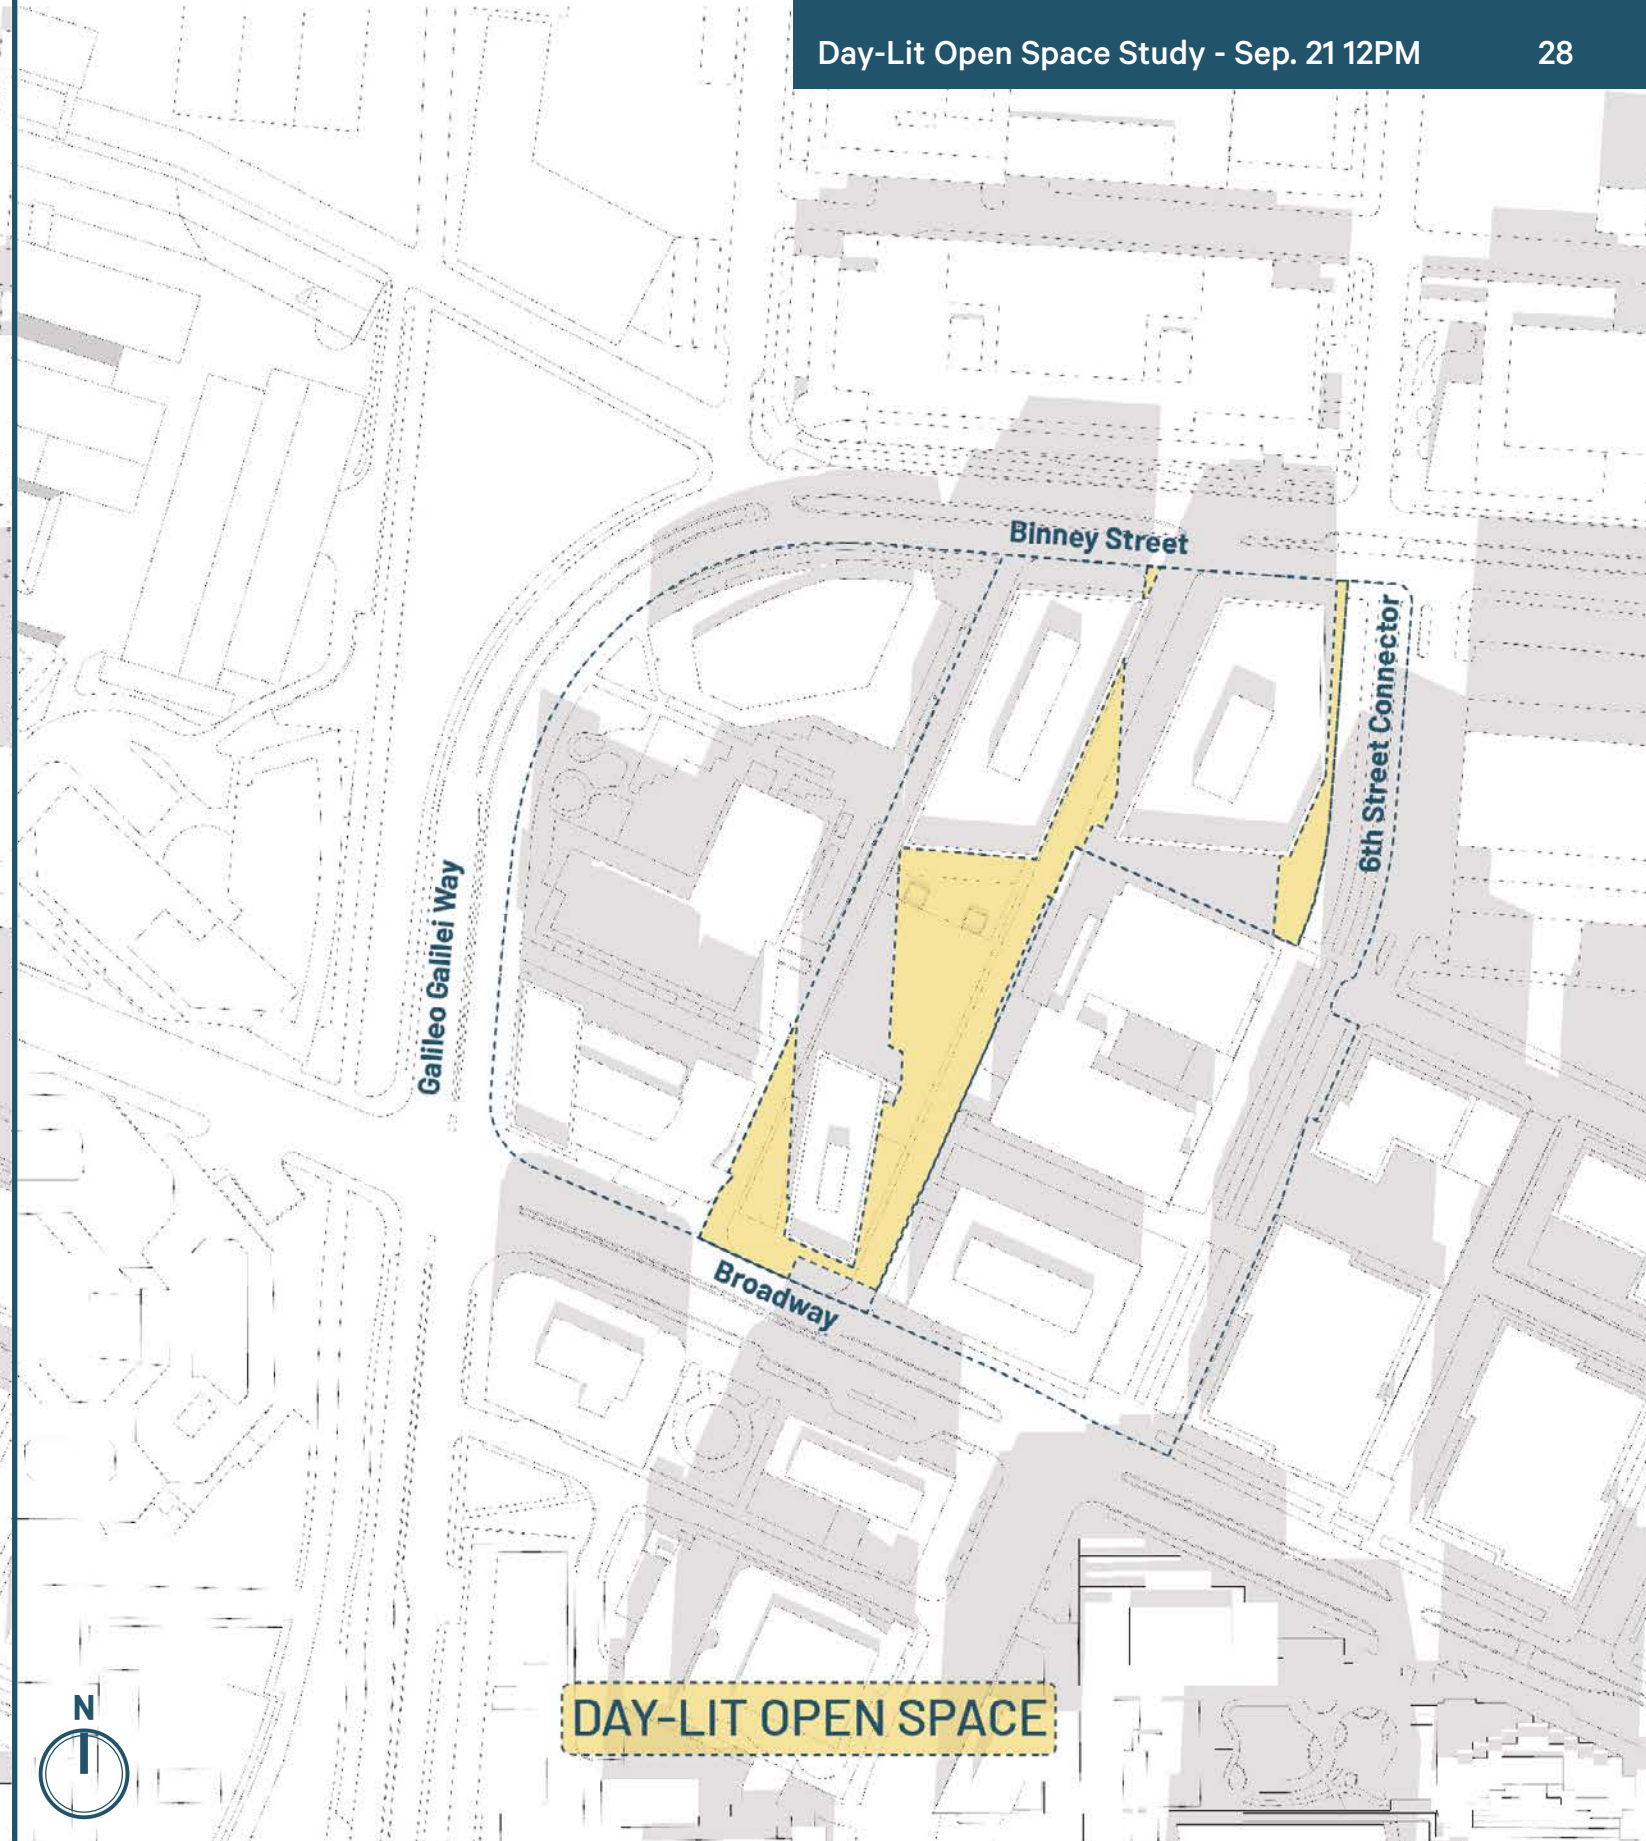 Day-Lit Open Space Study - Sep. 21 12PM 28
Binney Street
6th Street Connector
Galileo Galilei Way
Broadway
DAY-LIT OPEN SPACE
N